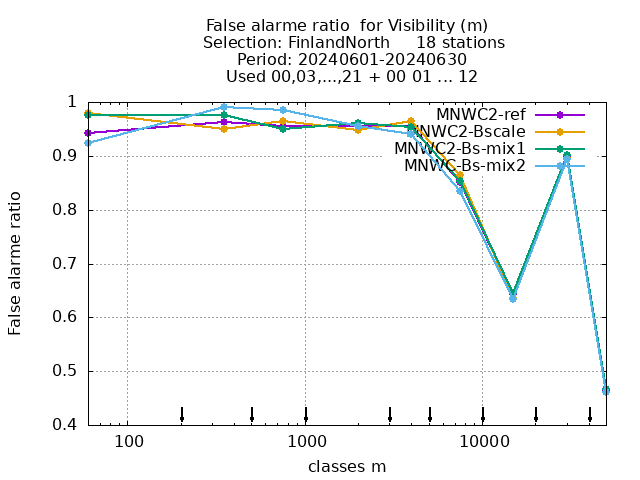 False alarme ratio  for Visibility (m)
Selection: FinlandNorth     18 stations
Period: 20240601-20240630
Used 00,03,...,21 + 00 01 ... 12
MNWC2-ref
MNWC2-Bscale
MNWC2-Bs-mix1
MNWC-Bs-mix2
False alarme ratio
1
0.9
0.8
0.7
0.6
0.5
0.4
100
1000
10000
classes m